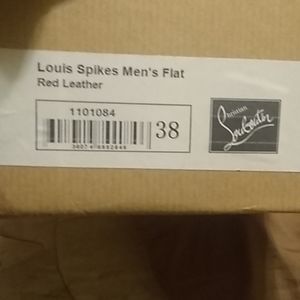 Louis Spikes Men's Flat
Red Leather
1101084
38
Christian
Louboutin